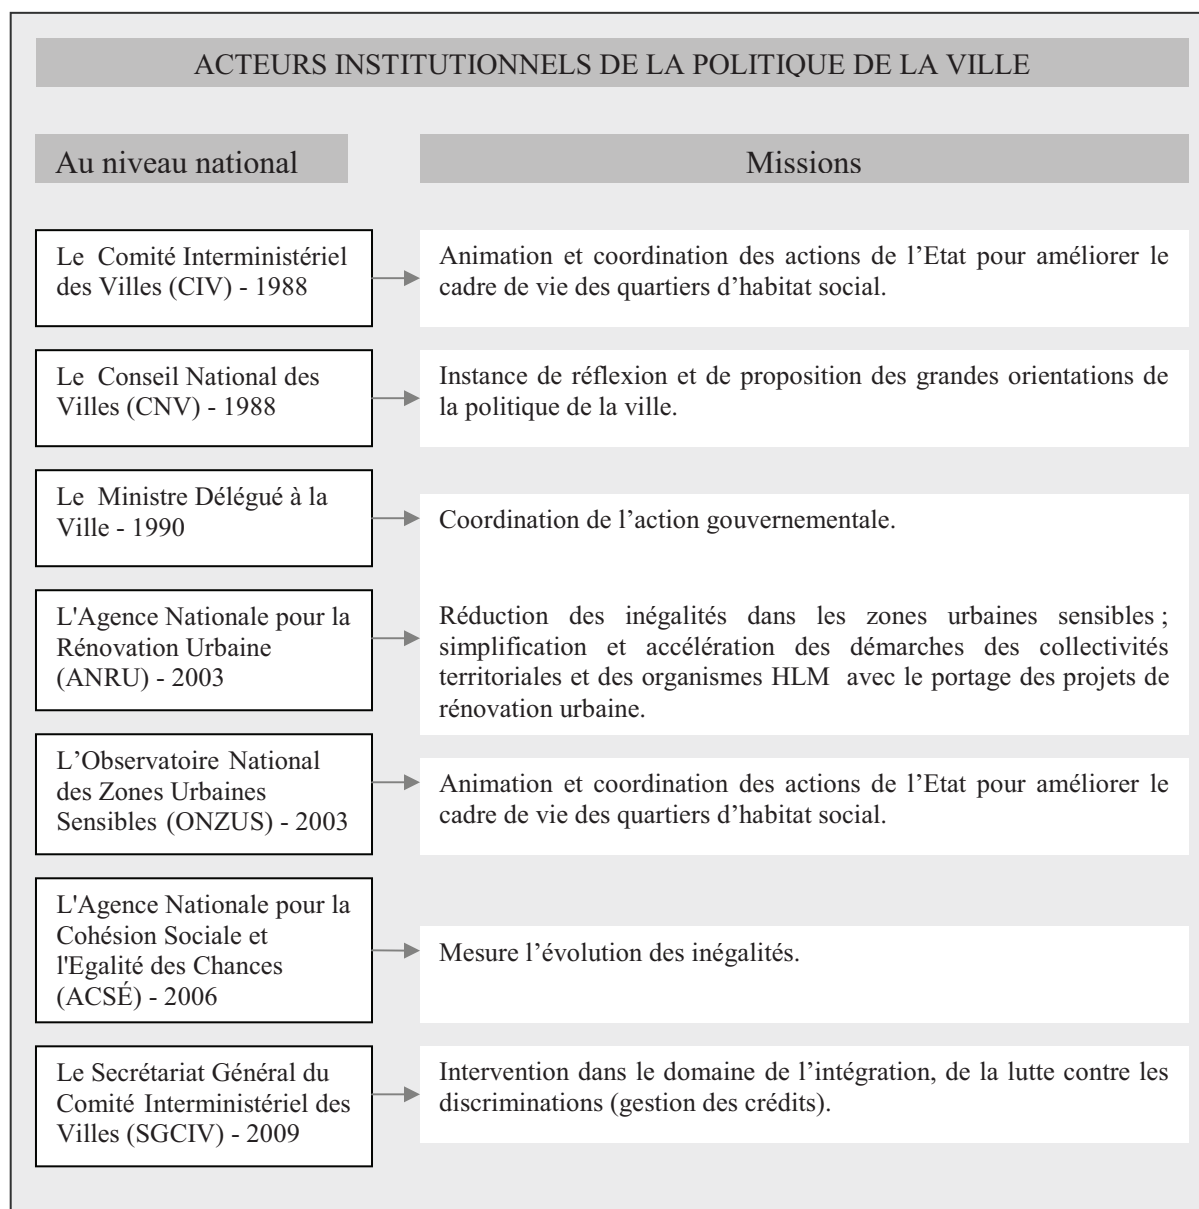 ACTEURS INSTITUTIONNELS DE LA POLITIQUE DE LA VILLE
Au niveau national
Missions
Le Comité Interministériel
des Villes (CIV) - 1988
Animation et coordination des actions de l’Etat pour améliorer le
cadre de vie des quartiers d’habitat social.
Le Conseil National des
Villes (CNV) - 1988
Instance de réflexion et de proposition des grandes orientations de
la politique de la ville.
Le Ministre Délégué à la
Ville - 1990
Coordination de l’action gouvernementale.
L'Agence Nationale pour la
Rénovation Urbaine
(ANRU) - 2003
Réduction des inégalités dans les zones urbaines sensibles ;
simplification et accélération des démarches des collectivités
territoriales et des organismes HLM avec le portage des projets de
rénovation urbaine.
L’Observatoire National
des Zones Urbaines
Sensibles (ONZUS) - 2003
Animation et coordination des actions de l’Etat pour améliorer le
cadre de vie des quartiers d’habitat social.
L'Agence Nationale pour la
Cohésion Sociale et
l'Egalité des Chances
(ACSÉ) - 2006
Mesure l’évolution des inégalités.
Le Secrétariat Général du
Comité Interministériel des
Villes (SGCIV) - 2009
Intervention dans le domaine de l’intégration, de la lutte contre les
discriminations (gestion des crédits).